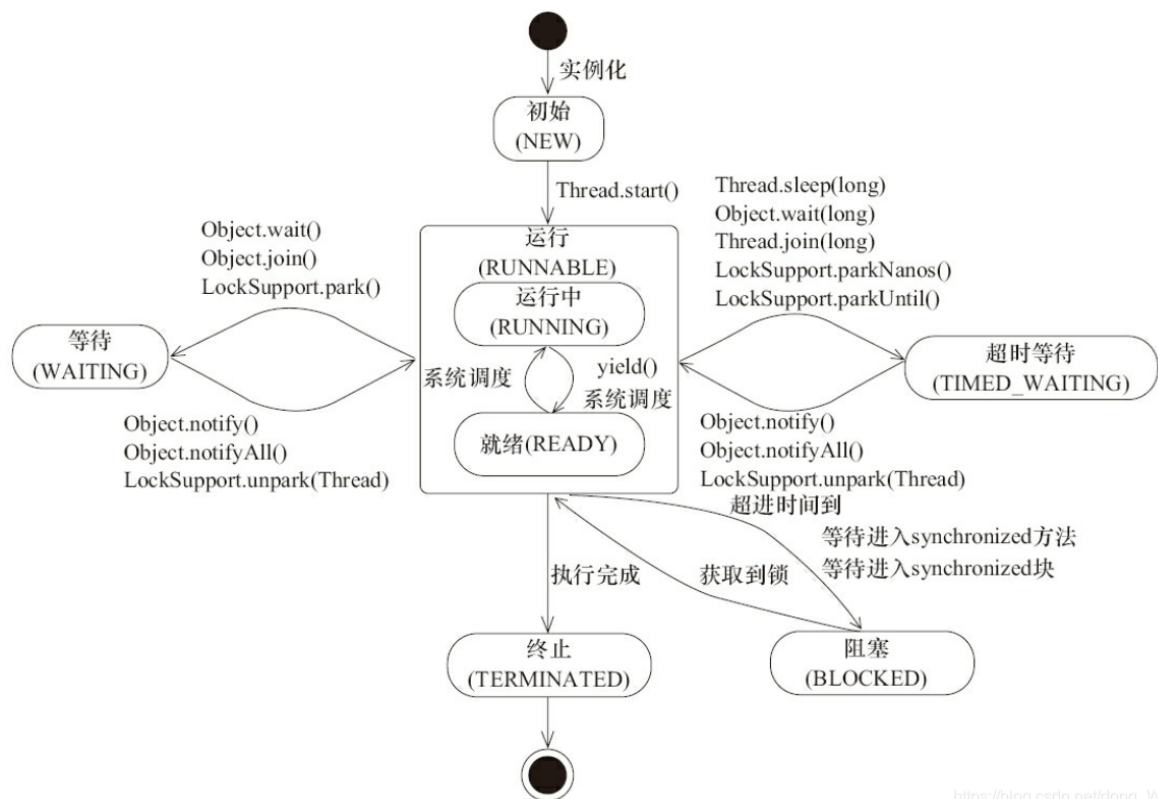 实例化
初始
(NEW)
Thread.start()
Object.wait()
Object.join()
LockSupport.park()
运行
(RUNNABLE)
运行中
(RUNNING)
系统调度
yield()
系统调度
就绪(READY)
Thread.sleep(long)
Object.wait(long)
Thread.join(long)
LockSupport.parkNanos()
LockSupport.parkUntil()
等待
(WAITING)
超时等待
(TIMED_WAITING)
Object.notify()
Object.notifyAll()
LockSupport.unpark(Thread)
Object.notify()
Object.notifyAll()
LockSupport.unpark(Thread)
超进时间到
等待进入synchronized方法
等待进入synchronized块
执行完成
获取到锁
终止
(TERMINATED)
阻塞
(BLOCKED)
https://blog.csdn.net/dong_W